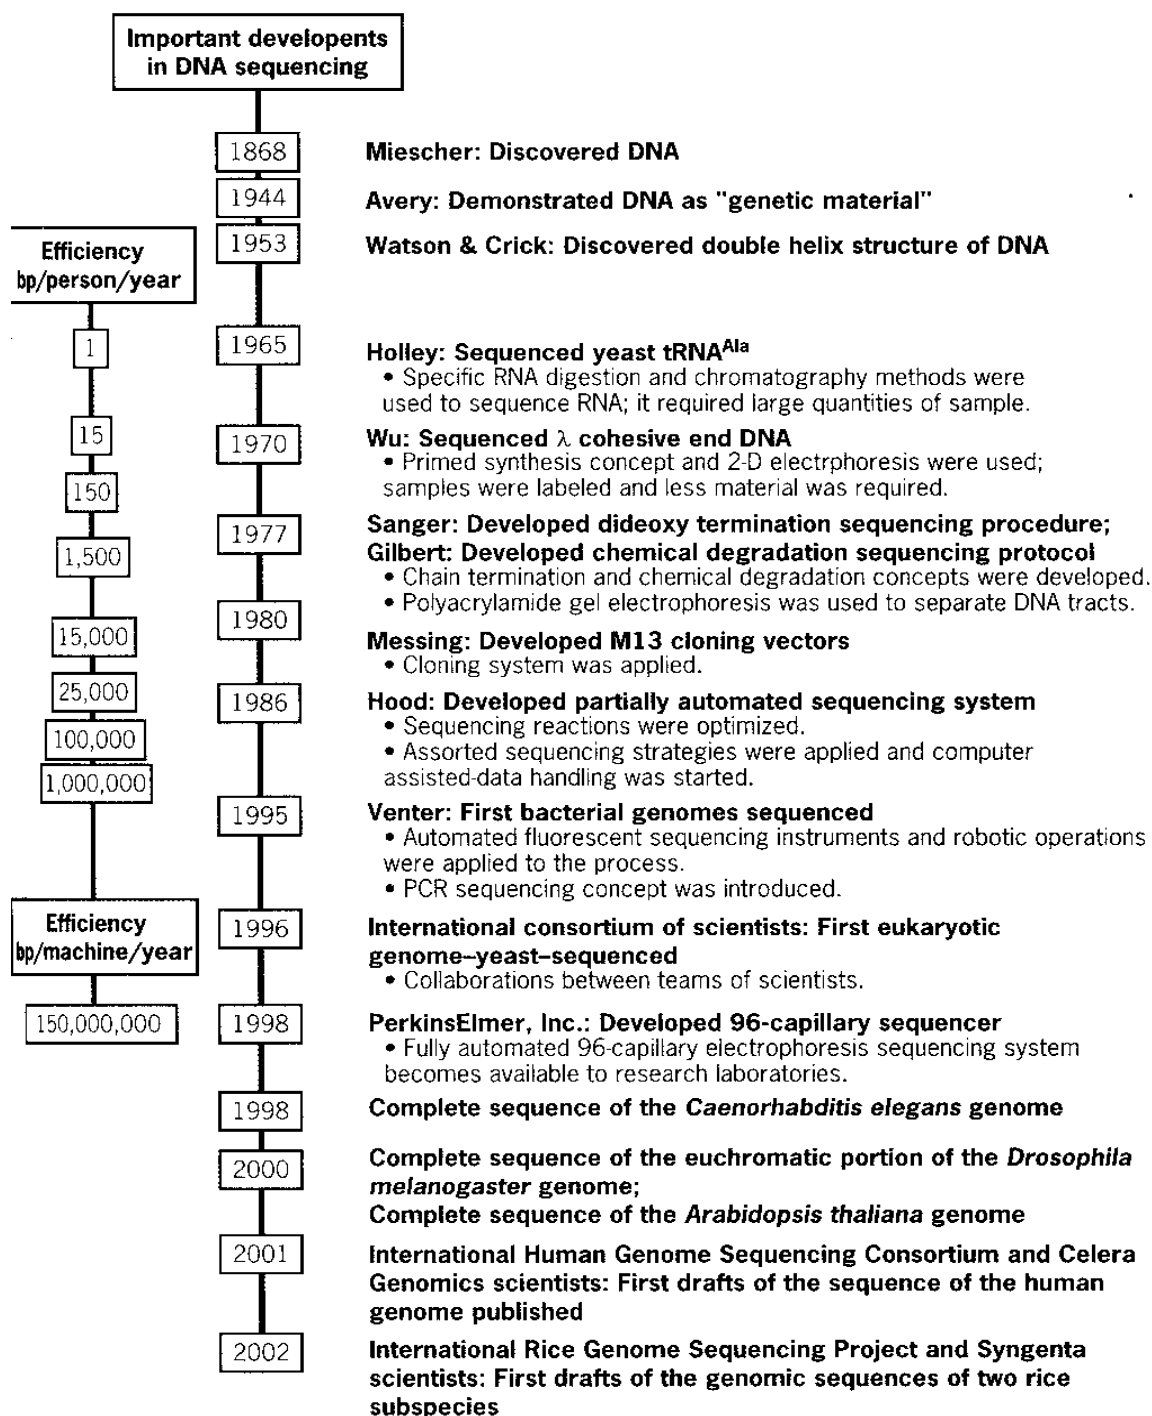 Important developents
in DNA sequencing
1868
Miescher: Discovered DNA
1944
Avery: Demonstrated DNA as "genetic material"
1953
Watson & Crick: Discovered double helix structure of DNA
Efficiency
bp/person/year
1
1965
Holley: Sequenced yeast tRNAAla
• Specific RNA digestion and chromatography methods were
used to sequence RNA; it required large quantities of sample.
15
1970
Wu: Sequenced λ cohesive end DNA
• Primed synthesis concept and 2-D electrphoresis were used;
samples were labeled and less material was required.
150
1977
Sanger: Developed dideoxy termination sequencing procedure;
Gilbert: Developed chemical degradation sequencing protocol
• Chain termination and chemical degradation concepts were developed.
• Polyacrylamide gel electrophoresis was used to separate DNA tracts.
1,500
1980
Messing: Developed M13 cloning vectors
• Cloning system was applied.
15,000
25,000
1986
Hood: Developed partially automated sequencing system
• Sequencing reactions were optimized.
• Assorted sequencing strategies were applied and computer
assisted-data handling was started.
100,000
1,000,000
1995
Venter: First bacterial genomes sequenced
• Automated fluorescent sequencing instruments and robotic operations
were applied to the process.
• PCR sequencing concept was introduced.
Efficiency
bp/machine/year
1996
International consortium of scientists: First eukaryotic
genome–yeast–sequenced
• Collaborations between teams of scientists.
150,000,000
1998
PerkinsElmer, Inc.: Developed 96-capillary sequencer
• Fully automated 96-capillary electrophoresis sequencing system
becomes available to research laboratories.
1998
Complete sequence of the Caenorhabditis elegans genome
2000
Complete sequence of the euchromatic portion of the Drosophila
melanogaster genome;
Complete sequence of the Arabidopsis thaliana genome
2001
International Human Genome Sequencing Consortium and Celera
Genomics scientists: First drafts of the sequence of the human
genome published
2002
International Rice Genome Sequencing Project and Syngenta
scientists: First drafts of the genomic sequences of two rice
subspecies